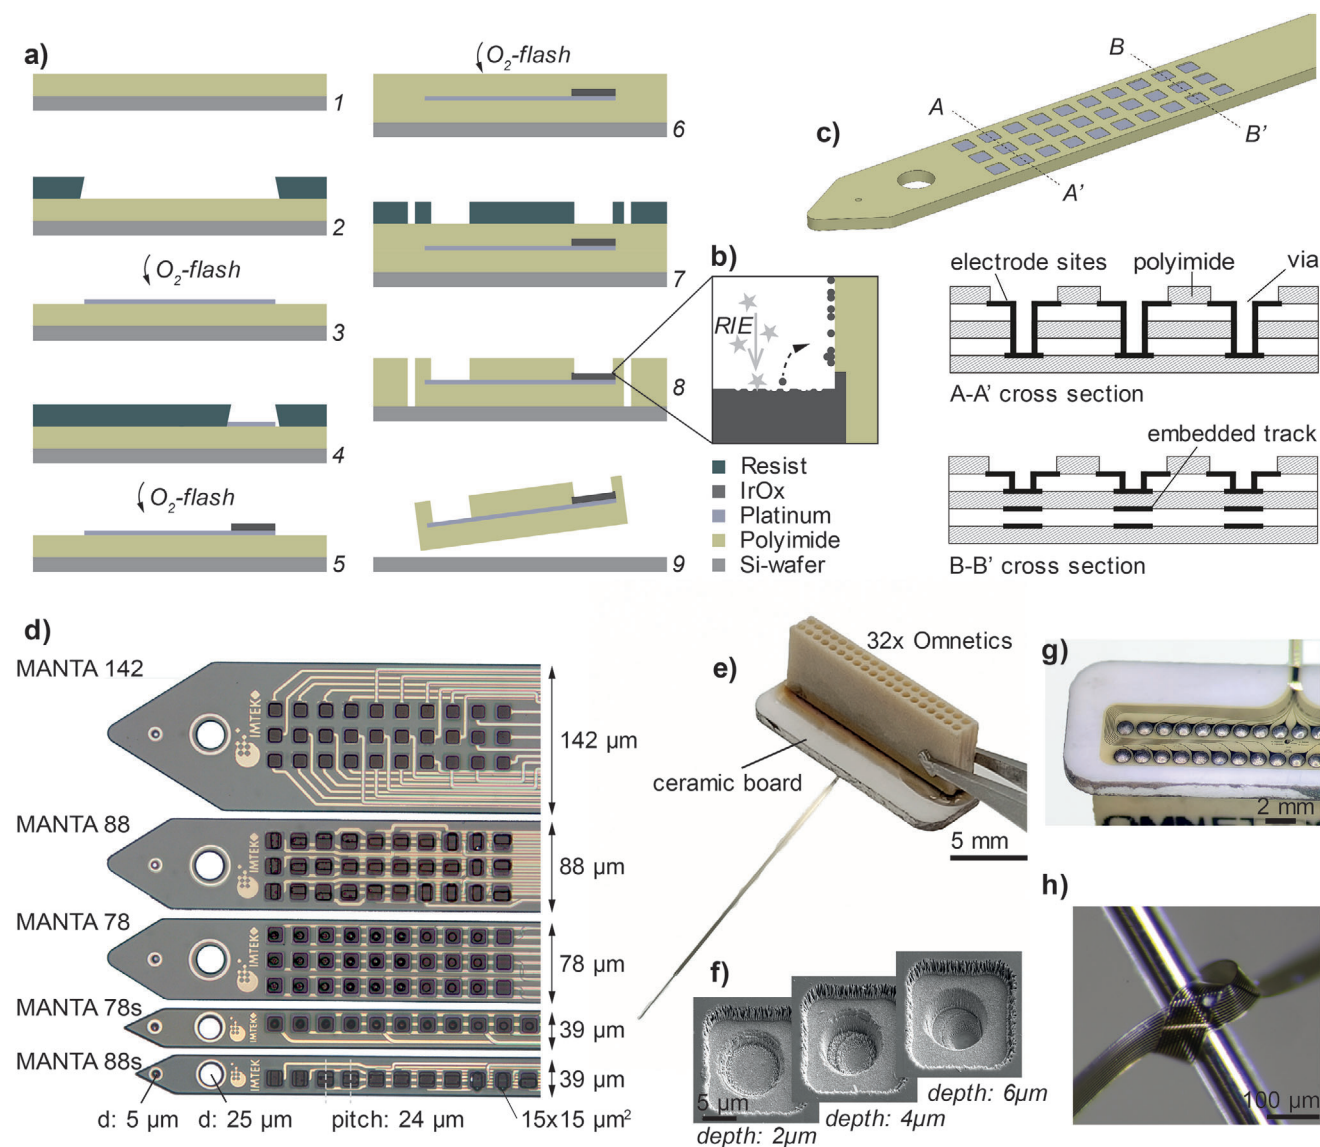 a)
O2-flash
1
2
O2-flash
3
4
O2-flash
5
O2-flash
6
7
8
9
b)
RIE
Resist
IrOx
Platinum
Polyimide
Si-wafer
c)
A
A'
B
B'
electrode sites
polyimide
via
A-A' cross section
embedded track
B-B' cross section
d)
MANTA 142
IMTEK
142 µm
MANTA 88
IMTEK
88 µm
MANTA 78
IMTEK
78 µm
MANTA 78s
IMTEK
39 µm
MANTA 88s
IMTEK
39 µm
d: 5 µm
d: 25 µm
pitch: 24 µm
15x15 µm²
e)
32x Omnetics
ceramic board
5 mm
f)
5 µm
depth: 2µm
depth: 4µm
depth: 6µm
g)
2 mm
h)
100 µm